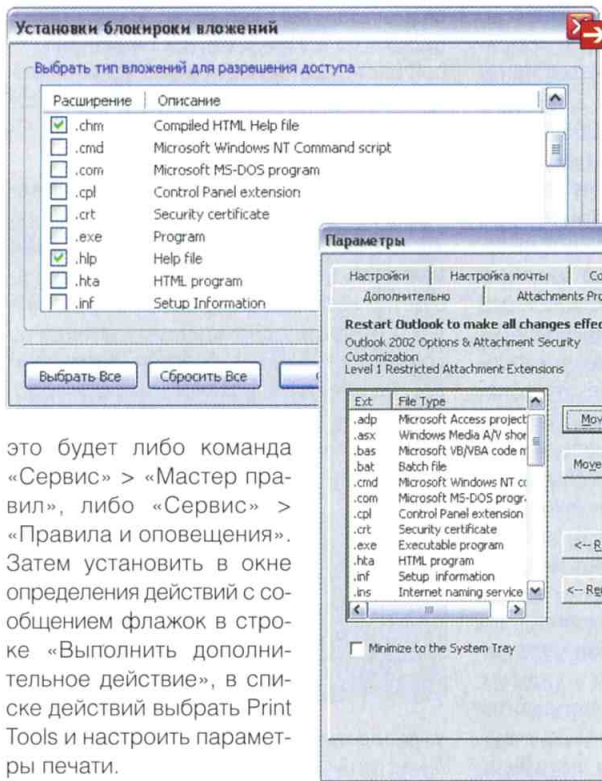 Установки блокироки вложений
Выбрать тип вложений для разрешения доступа
Расширение Описание
.chm Compiled HTML Help file
.cmd Microsoft Windows NT Command script
.com Microsoft MS-DOS program
.cpl Control Panel extension
.crt Security certificate
.exe Program
.hlp Help file
.hta HTML program
.inf Setup Information
Выбрать Все Сбросить Все
Параметры
Настройки Настройка почты
Дополнительно Attachments
Restart Outlook to make all changes
Outlook 2002 Options & Attachment Security
Customization
Level 1 Restricted Attachment Extensions
Ext File Type
.adp Microsoft Access project
.asx Windows Media A/V
.bas Microsoft VB/VBA code
.bat Batch file
.cmd Microsoft Windows NT
.com Microsoft MS-DOS
.cpl Control Panel extension
.crt Security certificate
.exe Executable program
.hta HTML program
.inf Setup information
.ins Internet naming service
Move
<--
<--
Minimize to the System Tray
это будет либо команда
«Сервис» > «Мастер пра-
вил», либо «Сервис» >
«Правила и оповещения».
Затем установить в окне
определения действий с со-
общением флажок в стро-
ке «Выполнить дополни-
тельное действие», в спи-
ске действий выбрать Print
Tools и настроить парамет-
ры печати.